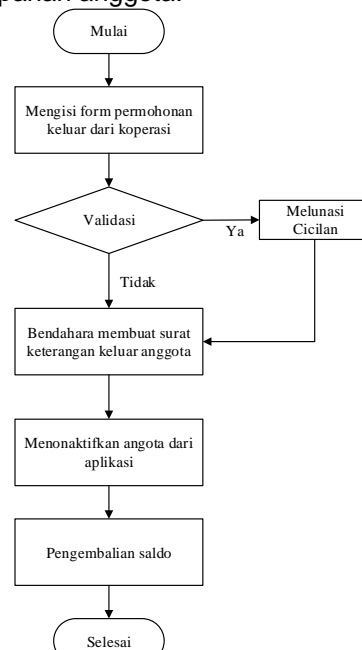 anggota.
Mulai
Mengisi form permohonan
keluar dari koperasi
Validasi
Ya
Melunasi
Cicilan
Tidak
Bendahara membuat surat
keterangan keluar anggota
Menonaktifkan angota dari
aplikasi
Pengembalian saldo
Selesai